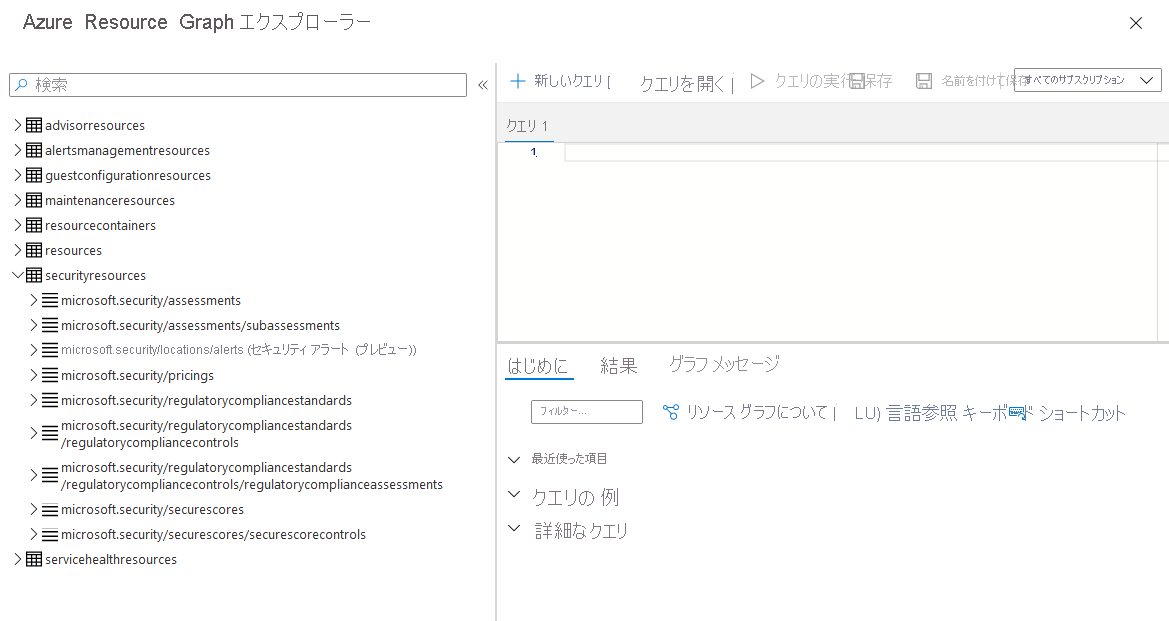 Azure Resource Graph エクスプローラー
検索
advisorresources
alertsmanagementresources
guestconfigurationresources
maintenanceresources
resourcecontainers
resources
securityresources
microsoft.security/assessments
microsoft.security/assessments/subassessments
microsoft.security/locations/alerts (セキュリティ アラート (プレビュー))
microsoft.security/pricings
microsoft.security/regulatorycompliancestandards
microsoft.security/regulatorycompliancestandards
/regulatorycompliancecontrols
microsoft.security/regulatorycompliancestandards
/regulatorycompliancecontrols/regulatorycomplianceassessments
microsoft.security/securescores
microsoft.security/securescores/securescorecontrols
servicehealthresources
新しいクエリ [ クエリを開く | クエリの実行 保存 名前を付けて保存 すべてのサブスクリプション
クエリ 1
1
はじめに 結果 グラフ メッセージ
フィルター... リソース グラフについて | LU) 言語参照 キーボード ショートカット
最近使った項目
クエリの 例
詳細なクエリ